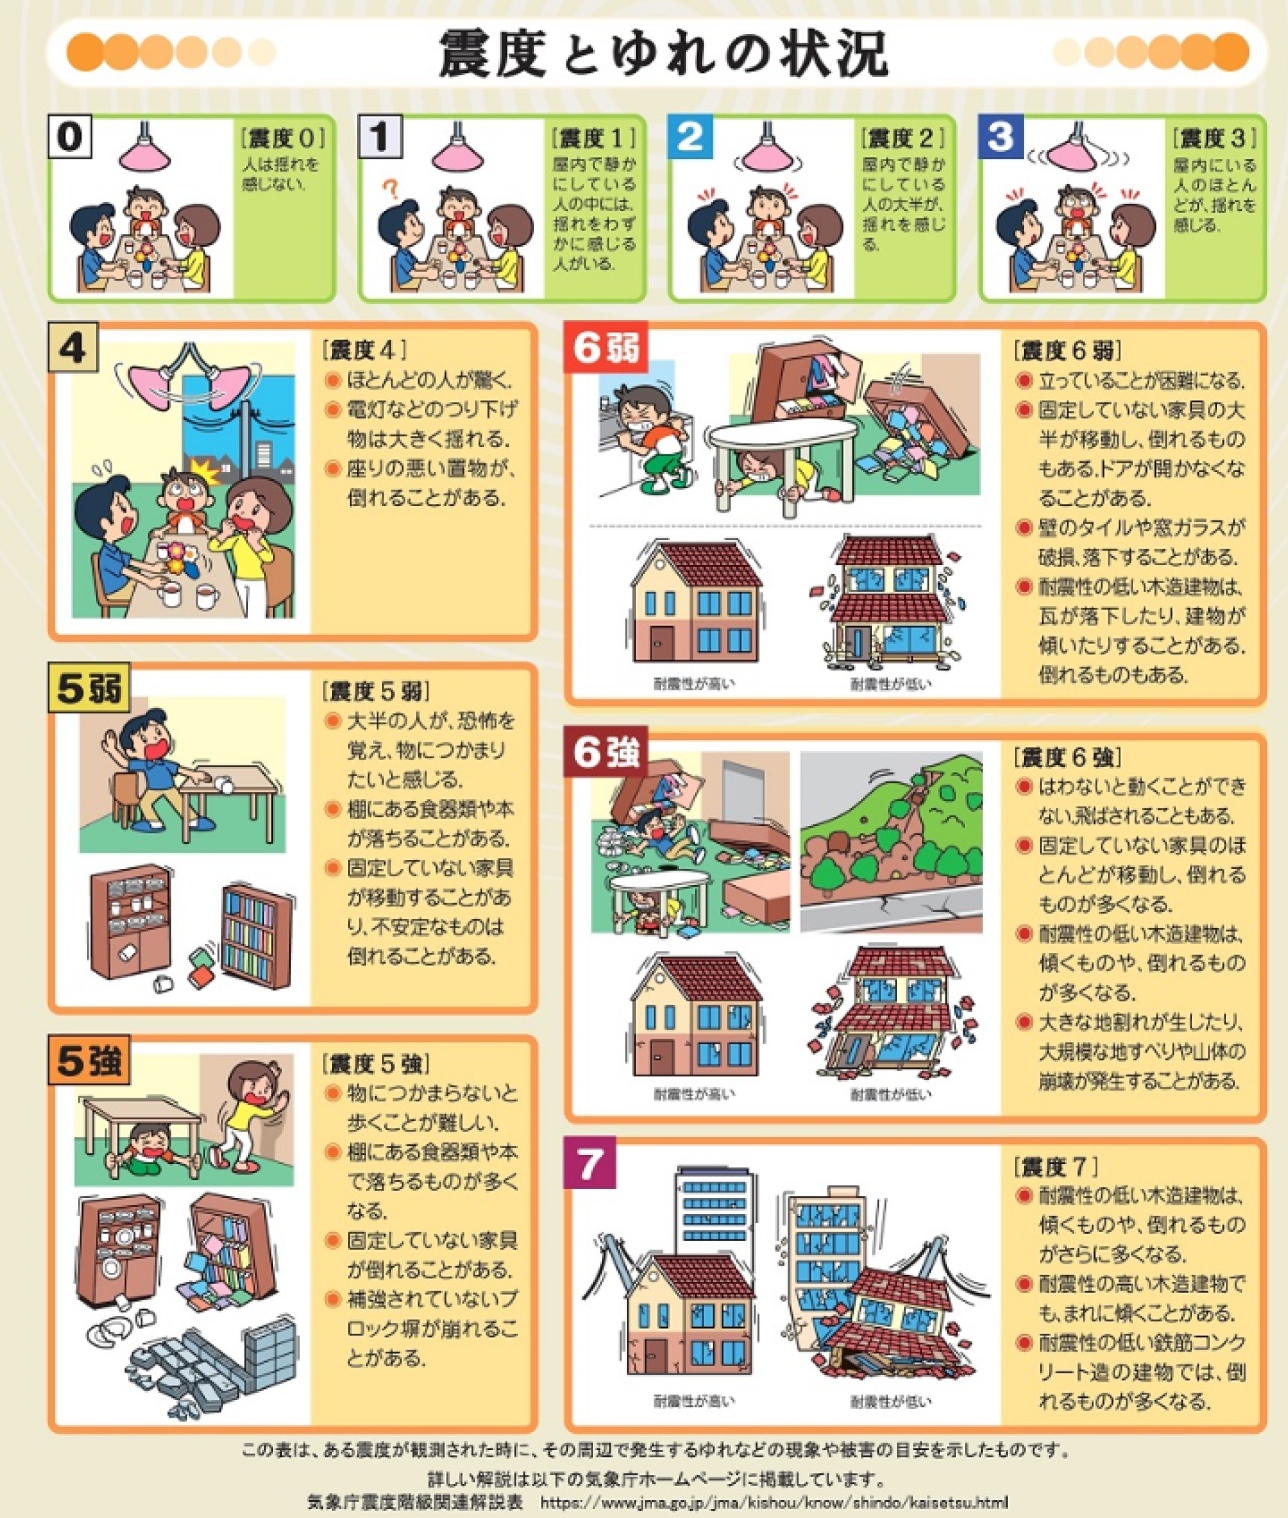 震度とゆれの状況
0
[震度0]
人は揺れを
感じない.
1
[震度1]
屋内で静か
にしている
人の中には、
揺れをわず
かに感じる
人がいる.
2
[震度2]
屋内で静か
にしている
人の大半が、
揺れを感じ
る.
3
[震度3]
屋内にいる
人のほとん
どが、揺れを
感じる.
4
[震度4]
●ほとんどの人が驚く.
●電灯などのつり下げ
物は大きく揺れる.
●座りの悪い置物が、
倒れることがある.
5弱
[震度5弱]
●大半の人が、恐怖を
覚え、物につかまり
たいと感じる.
●棚にある食器類や本
が落ちることがある.
●固定していない家具
が移動することがあ
り、不安定なものは
倒れることがある.
5強
[震度5強]
●物につかまらないと
歩くことが難しい.
●棚にある食器類や本
で落ちるものが多く
なる.
●固定していない家具
が倒れることがある.
●補強されていないブ
ロック塀が崩れるこ
とがある.
6弱
[震度6弱]
●立っていることが困難になる.
●固定していない家具の大
半が移動し、倒れるもの
もある.ドアが開かなくな
ることがある.
●壁のタイルや窓ガラスが
破損、落下することがある.
●耐震性の低い木造建物は、
瓦が落下したり、建物が
傾いたりすることがある.
倒れるものもある.
耐震性が高い
耐震性が低い
6強
[震度6強]
●はわないと動くことができ
ない.飛ばされることもある.
●固定していない家具のほ
とんどが移動し、倒れる
ものが多くなる.
●耐震性の低い木造建物は、
傾くものや、倒れるもの
が多くなる.
●大きな地割れが生じたり、
大規模な地すべりや山体の
崩壊が発生することがある.
耐震性が高い
耐震性が低い
7
[震度7]
●耐震性の低い木造建物は、
傾くものや、倒れるもの
がさらに多くなる.
●耐震性の高い木造建物で
も、まれに傾くことがある.
●耐震性の低い鉄筋コンク
リート造の建物では、倒
れるものが多くなる.
耐震性が高い
耐震性が低い
この表は、ある震度が観測された時に、その周辺で発生するゆれなどの現象や被害の目安を示したものです。
詳しい解説は以下の気象庁ホームページに掲載しています。
気象庁震度階級関連解説表 https://www.jma.go.jp/jma/kishou/know/shindo/kaisetsu.html